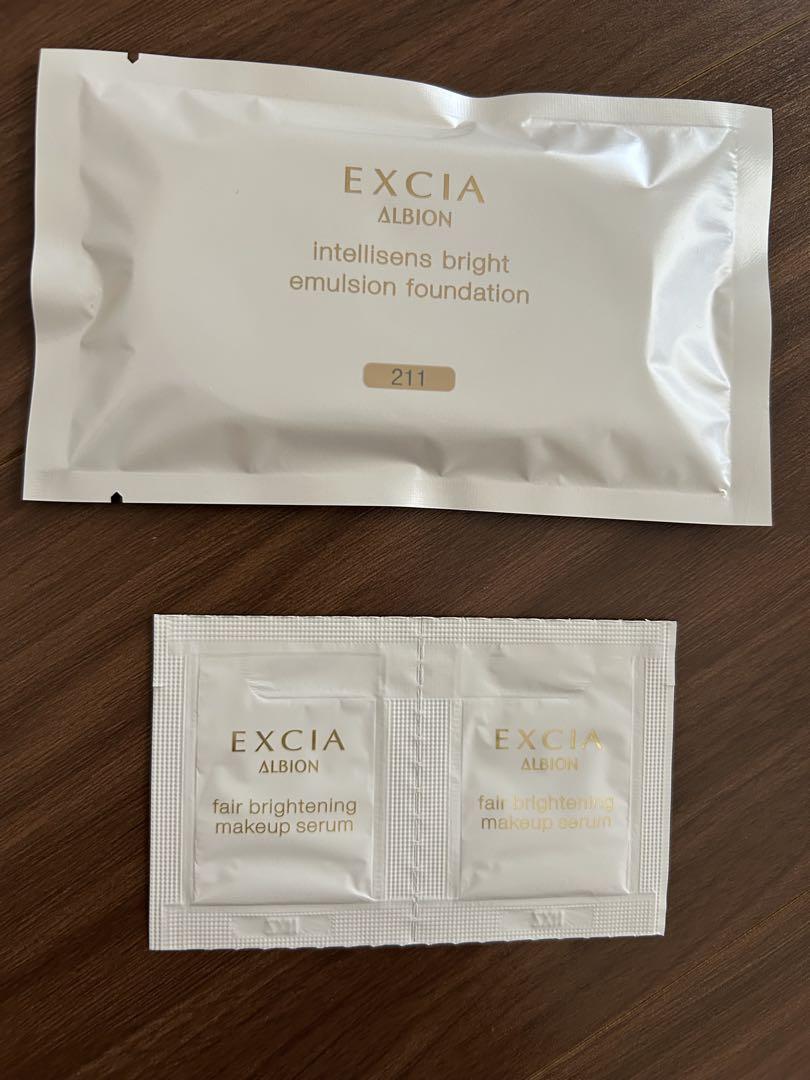 EXCIA
ALBION
intellisens bright
emulsion foundation
211
EXCIA
ALBION
fair brightening
makeup serum
EXCIA
ALBION
fair brightening
makeup serum